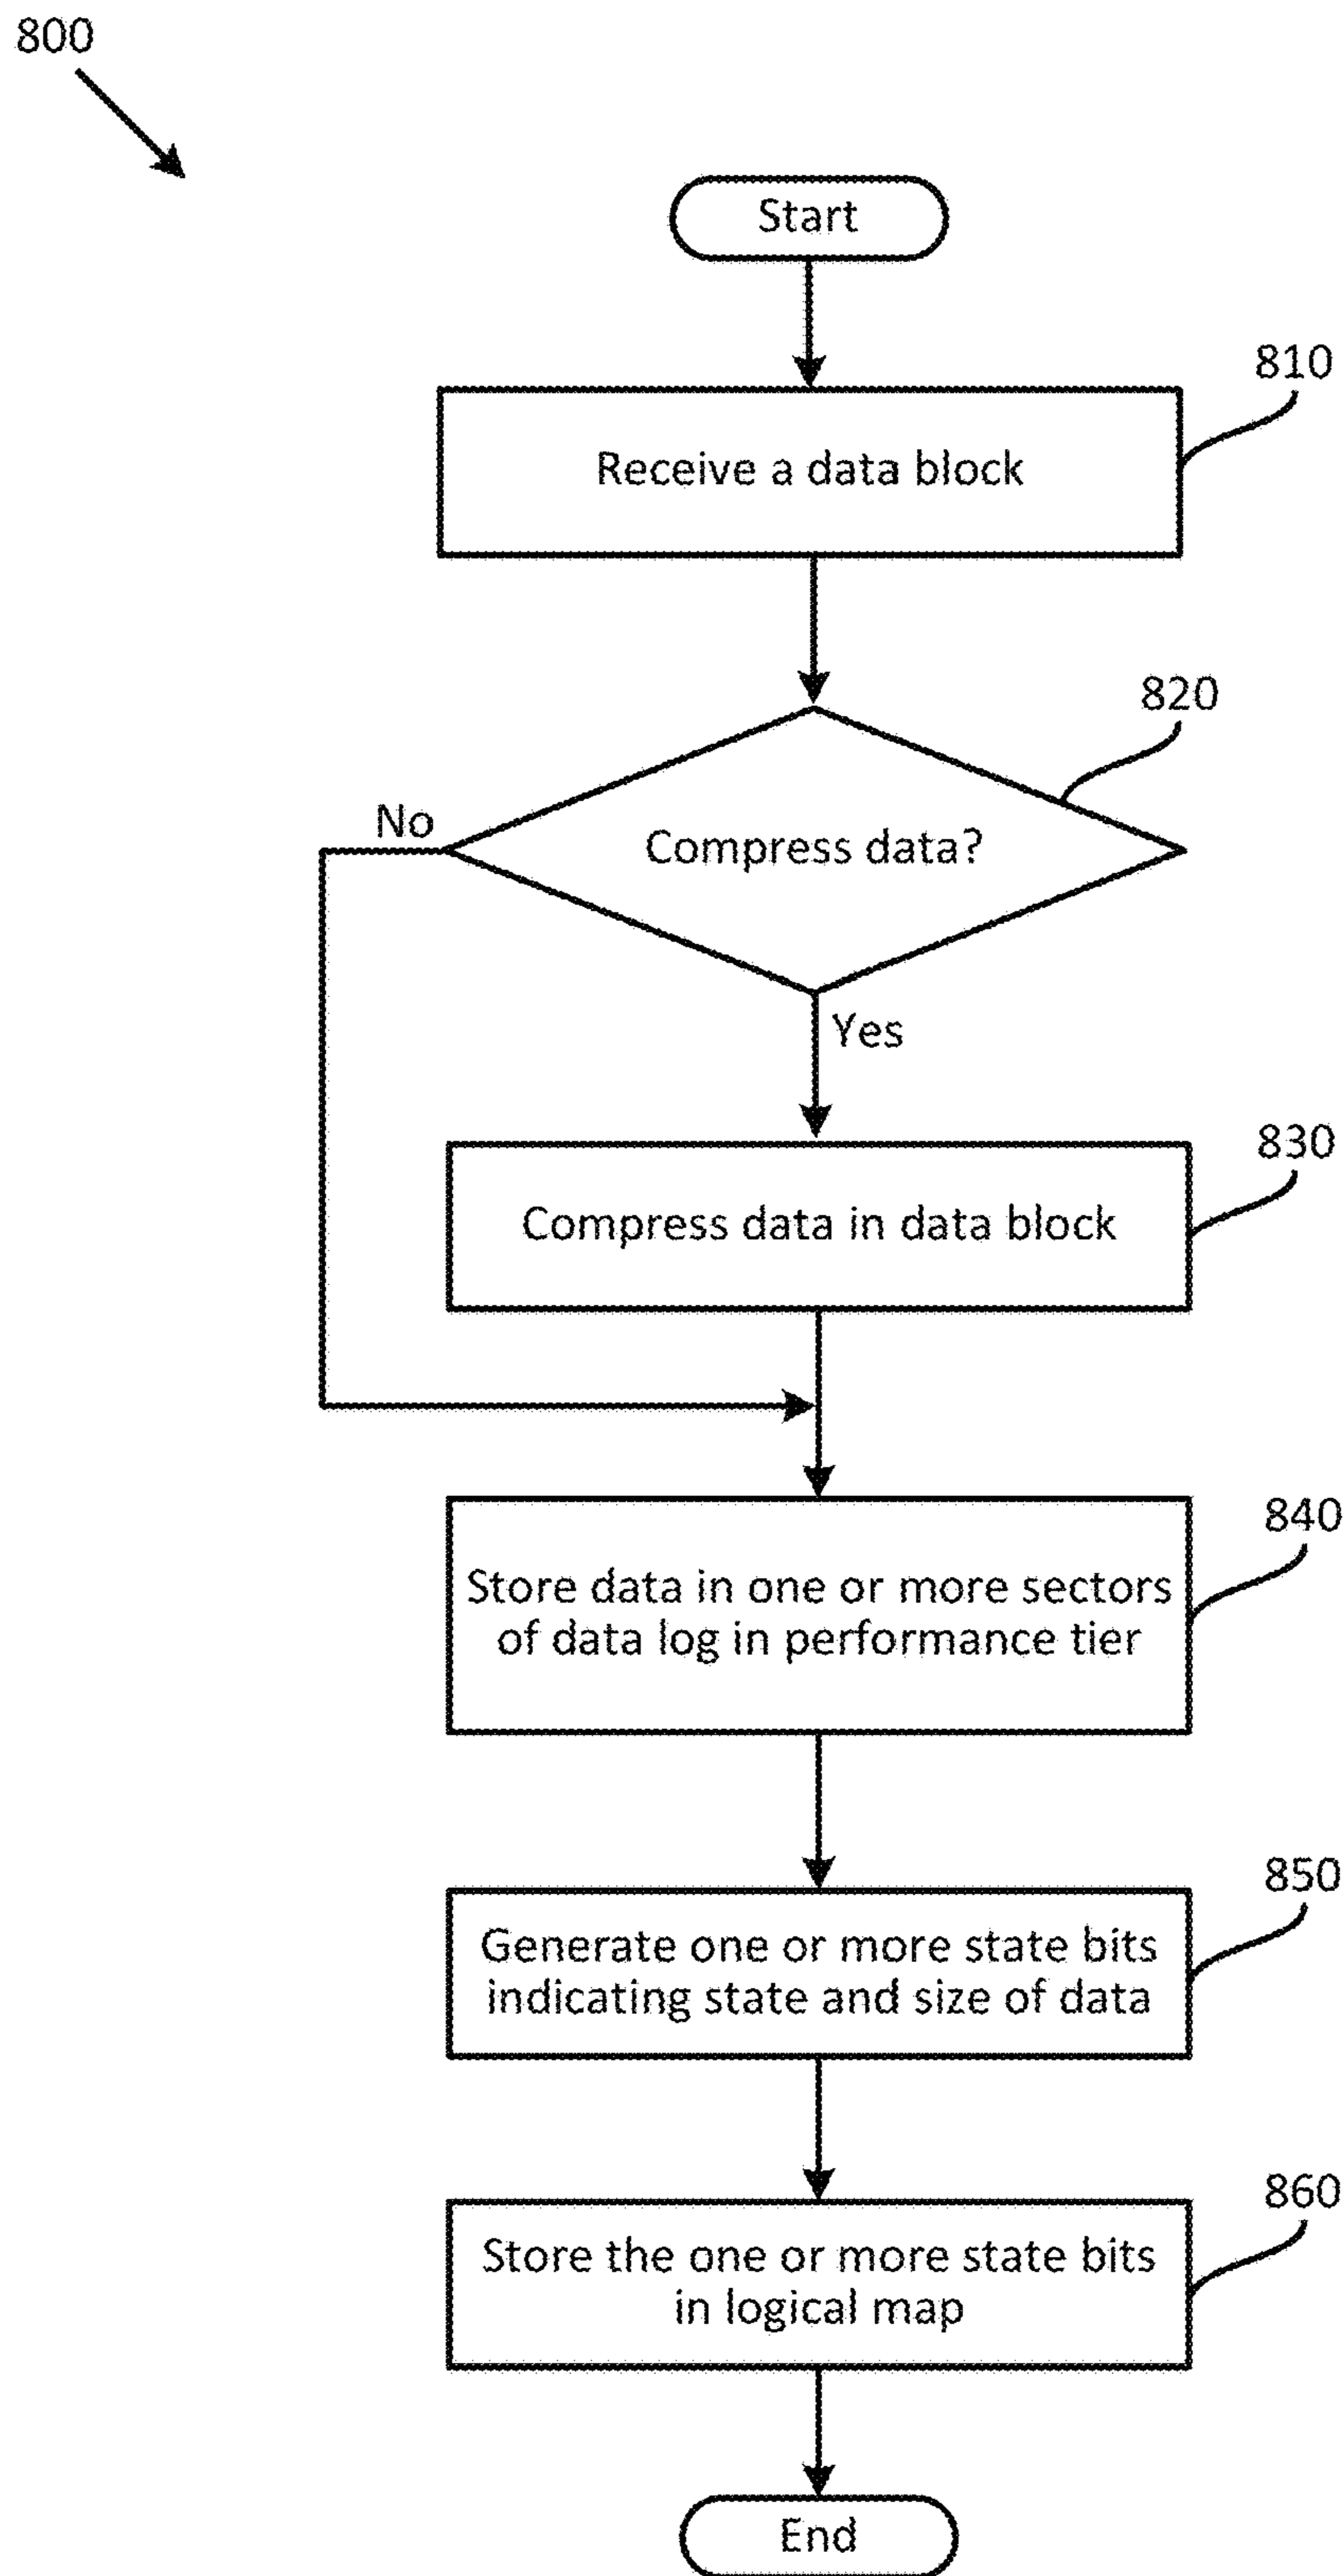 800
Start
810
Receive a data block
820
No
Compress data?
Yes
830
Compress data in data block
840
Store data in one or more sectors
of data log in performance tier
850
Generate one or more state bits
indicating state and size of data
860
Store the one or more state bits
in logical map
End